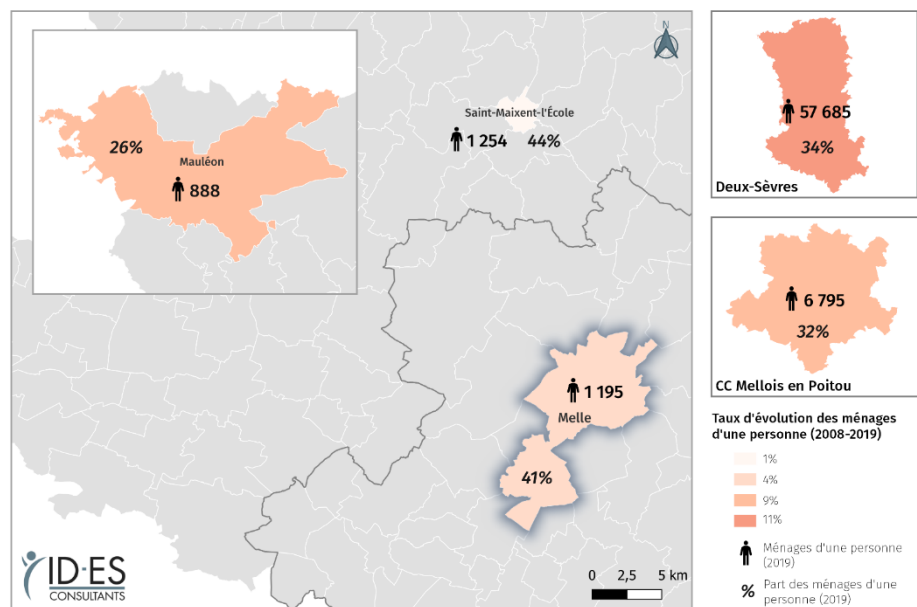 26%
Mauléon
888
Saint-Maixent-l'École
1 254 44%
1 195
Melle
41%
ID-ES
CONSULTANTS
0 2,5 5 km
57 685
34%
Deux-Sèvres
6 795
32%
CC Mellois en Poitou
Taux d'évolution des ménages
d'une personne (2008-2019)
1%
4%
9%
11%
Ménages d'une personne
(2019)
% Part des ménages d'une
personne (2019)